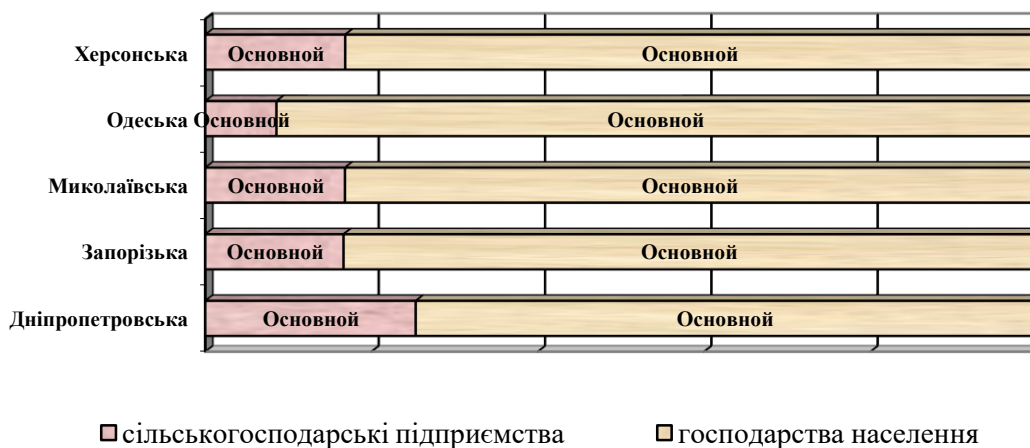 Херсонська Основной Основной
Одеська Основной Основной
Миколаївська Основной Основной
Запорізька Основной Основной
Дніпропетровська Основной Основной
сільськогосподарські підприємства господарства населення